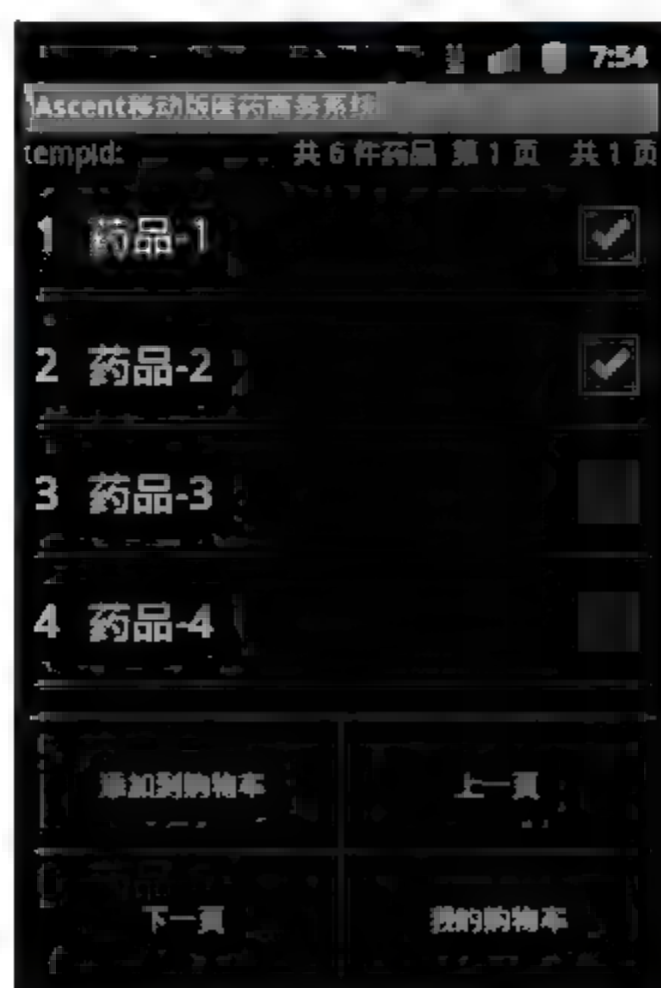 7:54
Ascent移动版医药商务系统
tempid: 共 6 件药品 第 1 页 共 1 页
1 药品-1
2 药品-2
3 药品-3
4 药品-4
添加到购物车 上一页
下一页 我的购物车